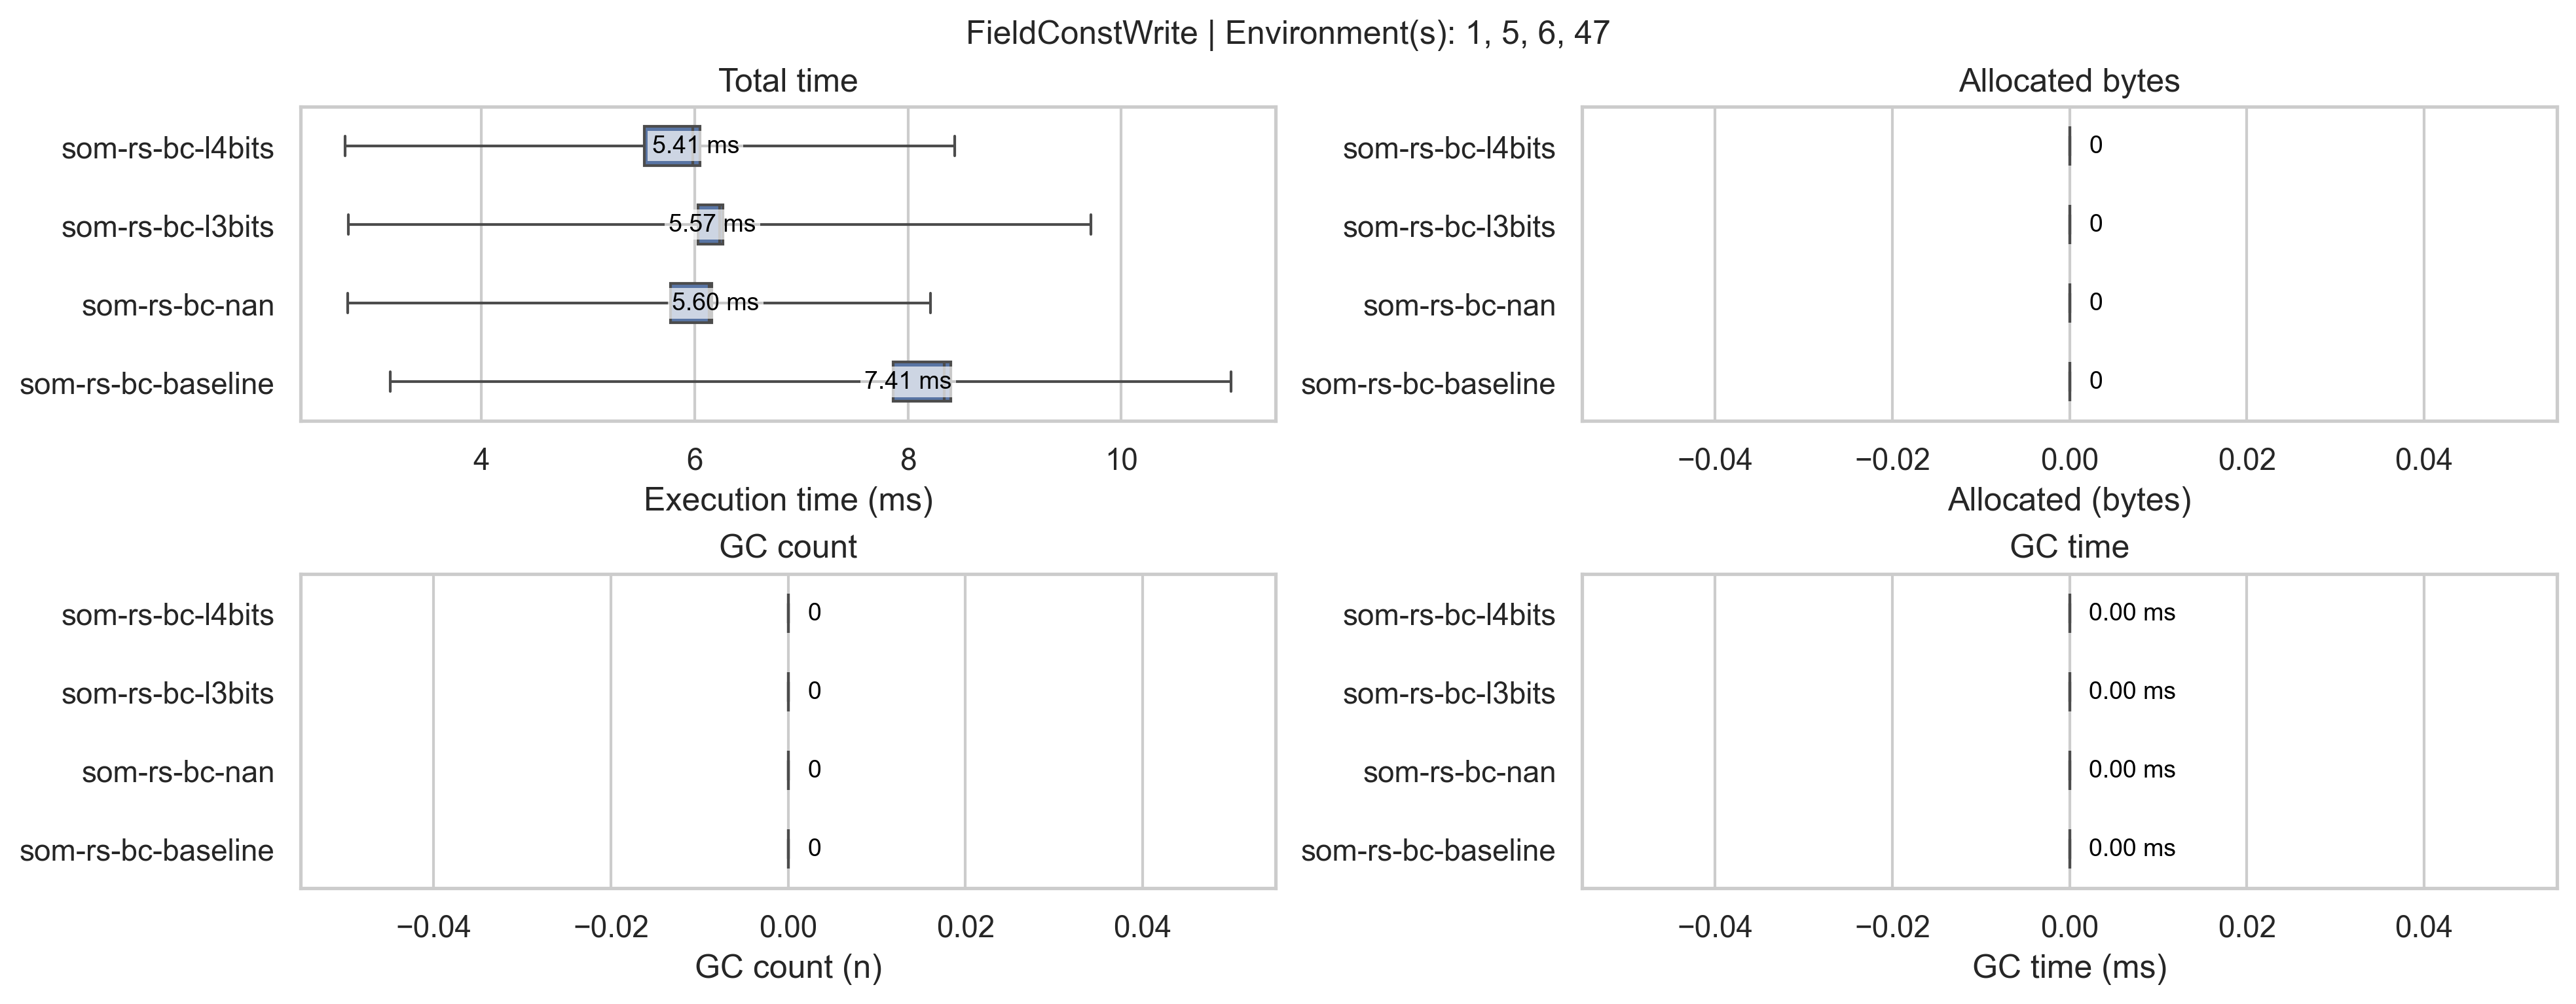 FieldConstWrite | Environment(s): 1, 5, 6, 47
Total time
som-rs-bc-l4bits
5.41 ms
som-rs-bc-l3bits
5.57 ms
som-rs-bc-nan
5.60 ms
som-rs-bc-baseline
7.41 ms
4 6 8 10
Execution time (ms)
Allocated bytes
som-rs-bc-l4bits
0
som-rs-bc-l3bits
0
som-rs-bc-nan
0
som-rs-bc-baseline
0
−0.04 −0.02 0.00 0.02 0.04
Allocated (bytes)
GC count
som-rs-bc-l4bits
0
som-rs-bc-l3bits
0
som-rs-bc-nan
0
som-rs-bc-baseline
0
−0.04 −0.02 0.00 0.02 0.04
GC count (n)
GC time
som-rs-bc-l4bits
0.00 ms
som-rs-bc-l3bits
0.00 ms
som-rs-bc-nan
0.00 ms
som-rs-bc-baseline
0.00 ms
−0.04 −0.02 0.00 0.02 0.04
GC time (ms)